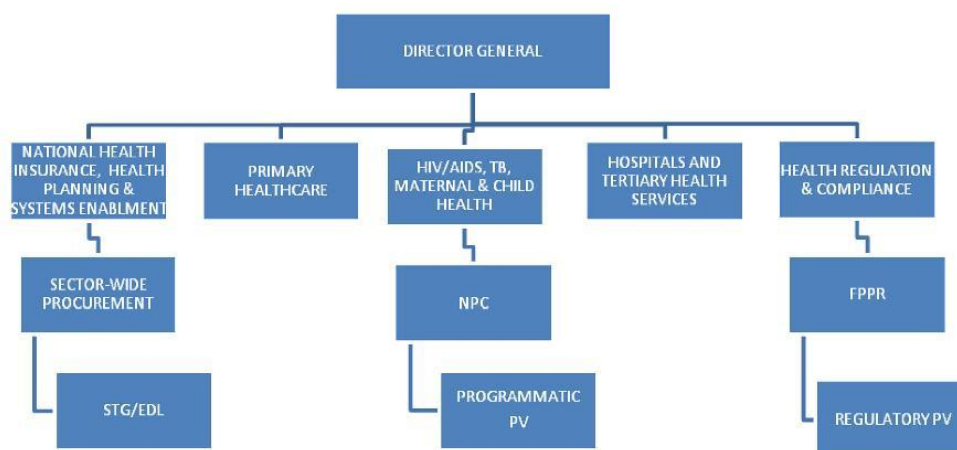 DIRECTOR GENERAL
NATIONAL HEALTH
INSURANCE, HEALTH
PLANNING &
SYSTEMS ENABLMENT
PRIMARY
HEALTHCARE
HIV/AIDS, TB,
MATERNAL & CHILD
HEALTH
HOSPITALS AND
TERTIARY HEALTH
SERVICES
HEALTH REGULATION
& COMPLIANCE
SECTOR-WIDE
PROCUREMENT
NPC
FPPR
STG/EDL
PROGRAMMATIC
PV
REGULATORY PV